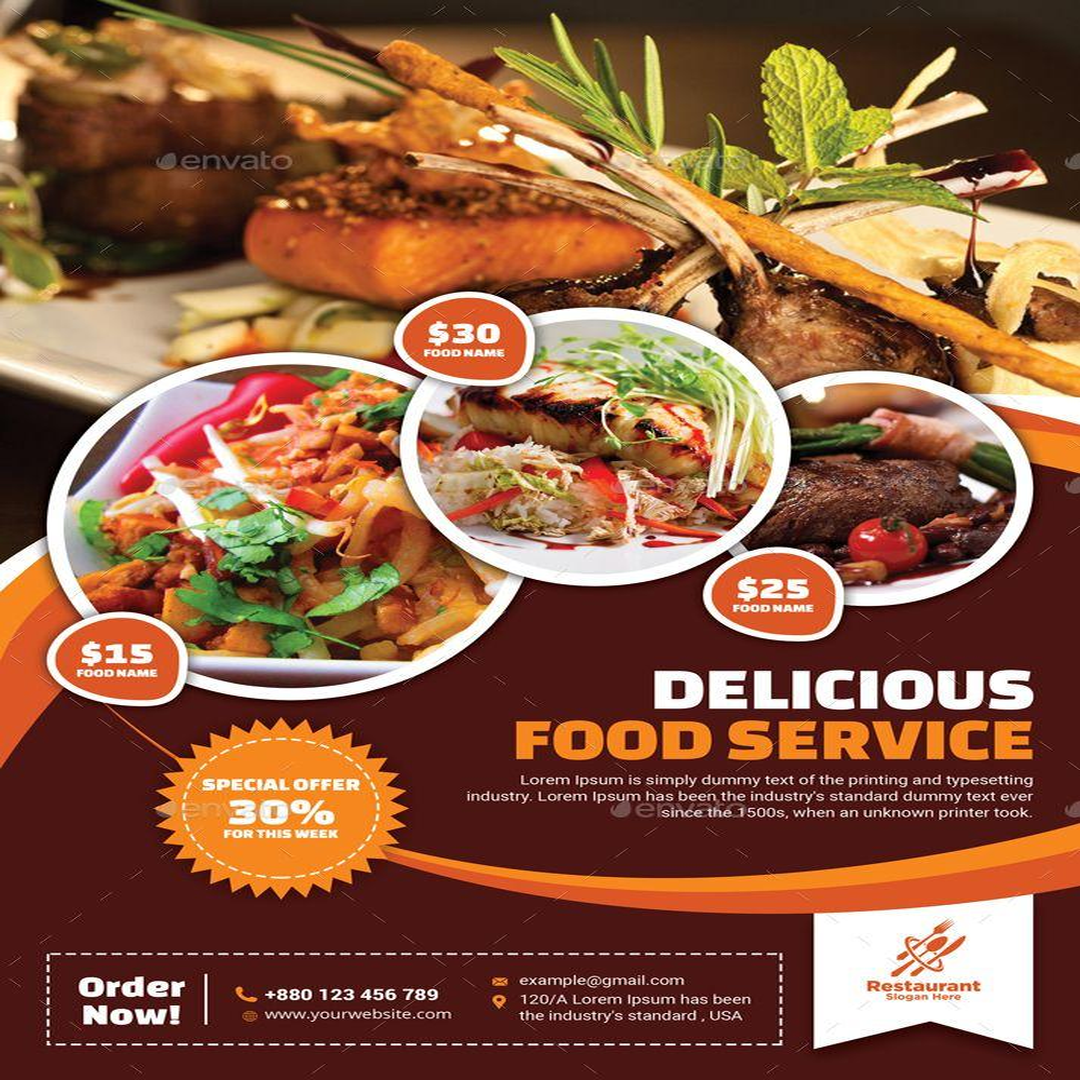 envato
$30
FOOD NAME
$25
FOOD NAME
$15
FOOD NAME
DELICIOUS
FOOD SERVICE
Lorem Ipsum is simply dummy text of the printing and typesetting
industry. Lorem Ipsum has been the industry's standard dummy text ever
since the 1500s, when an unknown printer took.
SPECIAL OFFER
30%
FOR THIS WEEK
envato
envato
Order
Now!
+880 123 456 789
www.yourwebsite.com
example@gmail.com
120/A Lorem Ipsum has been
the industry's standard , USA
Restaurant
Slogan Here